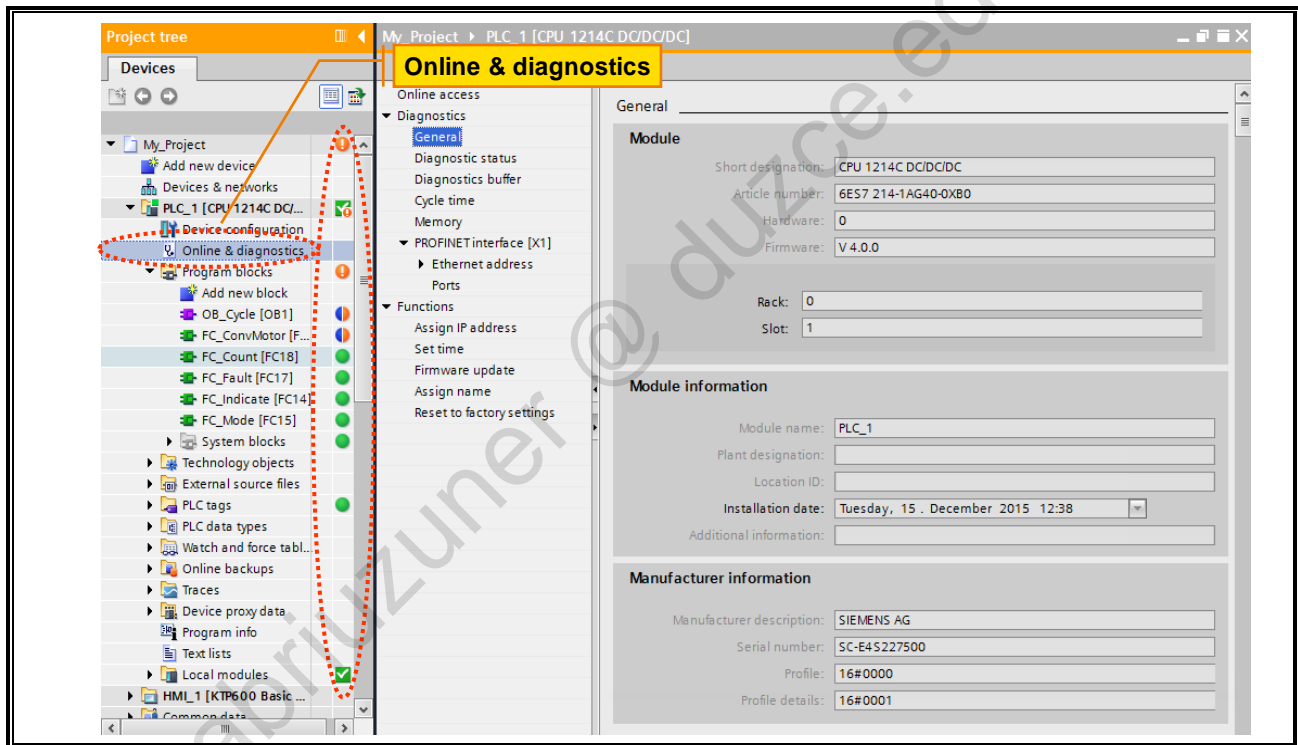 Project tree
My_Project ▸ PLC_1 [CPU 1214C DC/DC/DC]
Devices
Online & diagnostics
My_Project
Add new device
Devices & networks
PLC_1 [CPU 1214C DC/...
Device configuration
Online & diagnostics
Program blocks
Add new block
OB_Cycle [OB1]
FC_ConvMotor [F...
FC_Count [FC18]
FC_Fault [FC17]
FC_Indicate [FC14]
FC_Mode [FC15]
System blocks
Technology objects
External source files
PLC tags
PLC data types
Watch and force tabl...
Online backups
Traces
Device proxy data
Program info
Text lists
Local modules
HMI_1 [KTP600 Basic ...
Common data
Online access
Diagnostics
General
Diagnostic status
Diagnostics buffer
Cycle time
Memory
PROFINET interface [X1]
Ethernet address
Ports
Functions
Assign IP address
Set time
Firmware update
Assign name
Reset to factory settings
General
Module
Short designation: CPU 1214C DC/DC/DC
Article number: 6ES7 214-1AG40-0XB0
Hardware: 0
Firmware: V 4.0.0
Rack: 0
Slot: 1
Module information
Module name: PLC_1
Plant designation:
Location ID:
Installation date: Tuesday, 15 . December 2015 12:38
Additional information:
Manufacturer information
Manufacturer description: SIEMENS AG
Serial number: SC-E4S227500
Profile: 16#0000
Profile details: 16#0001
abriuzuner @ duzce.ed